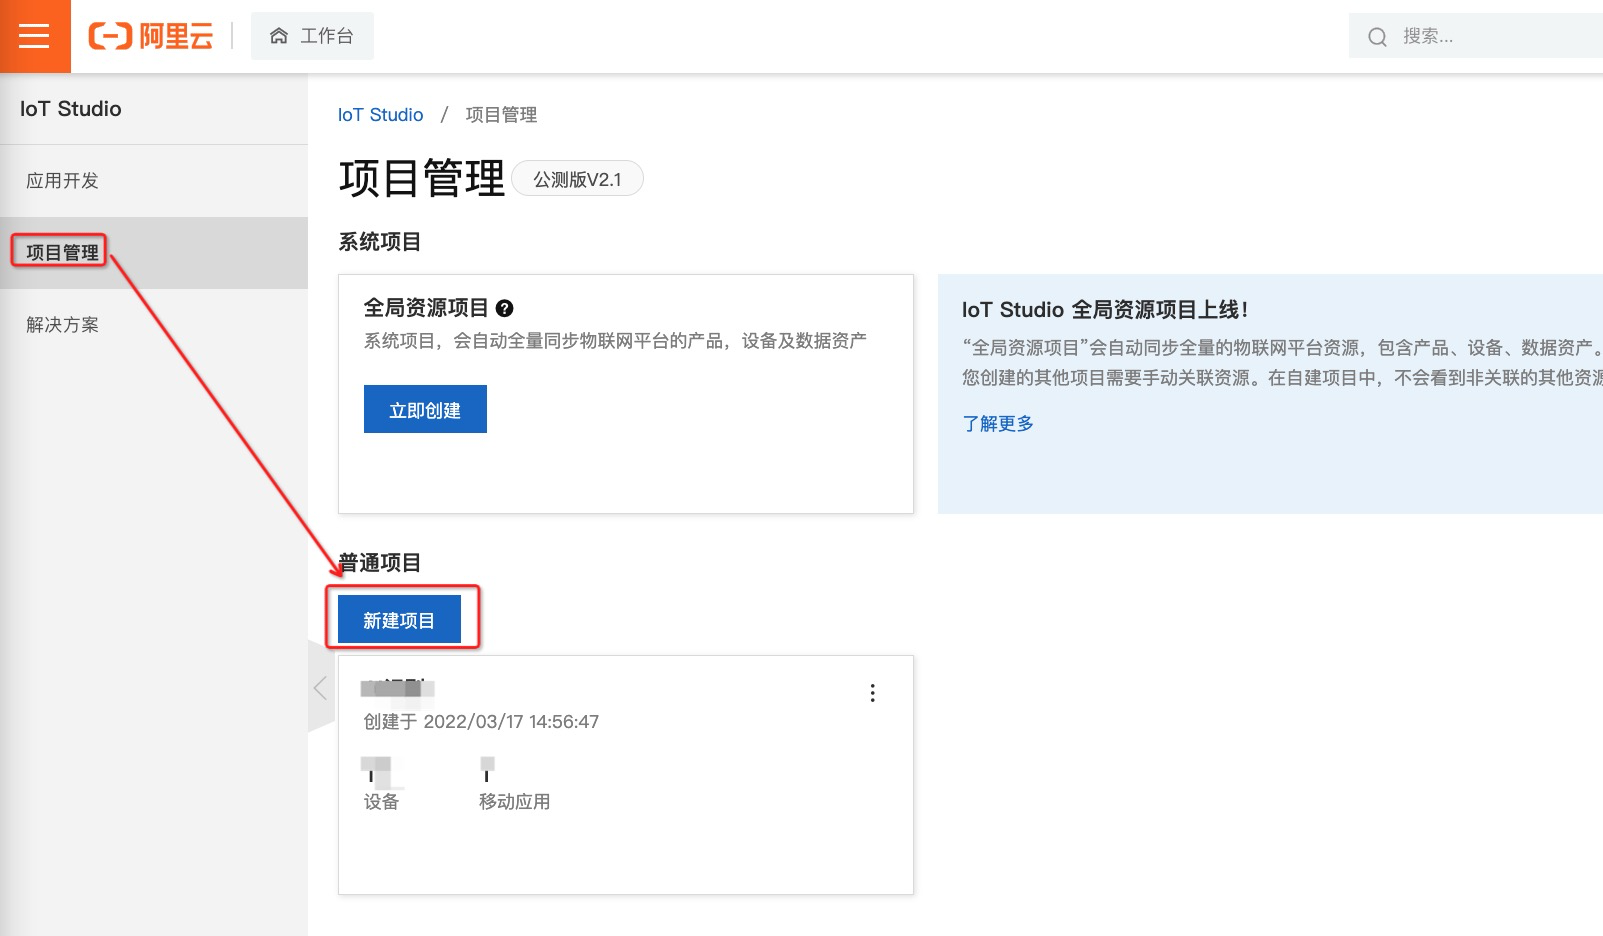 阿里云
工作台
搜索...
IoT Studio
应用开发
项目管理
解决方案
IoT Studio / 项目管理
项目管理 公测版V2.1
系统项目
全局资源项目 ?
系统项目，会自动全量同步物联网平台的产品，设备及数据资产
立即创建
IoT Studio 全局资源项目上线！
“全局资源项目”会自动同步全量的物联网平台资源，包含产品、设备、数据资产。
您创建的其他项目需要手动关联资源。在自建项目中，不会看到非关联的其他资源
了解更多
普通项目
新建项目
创建于 2022/03/17 14:56:47
设备
移动应用